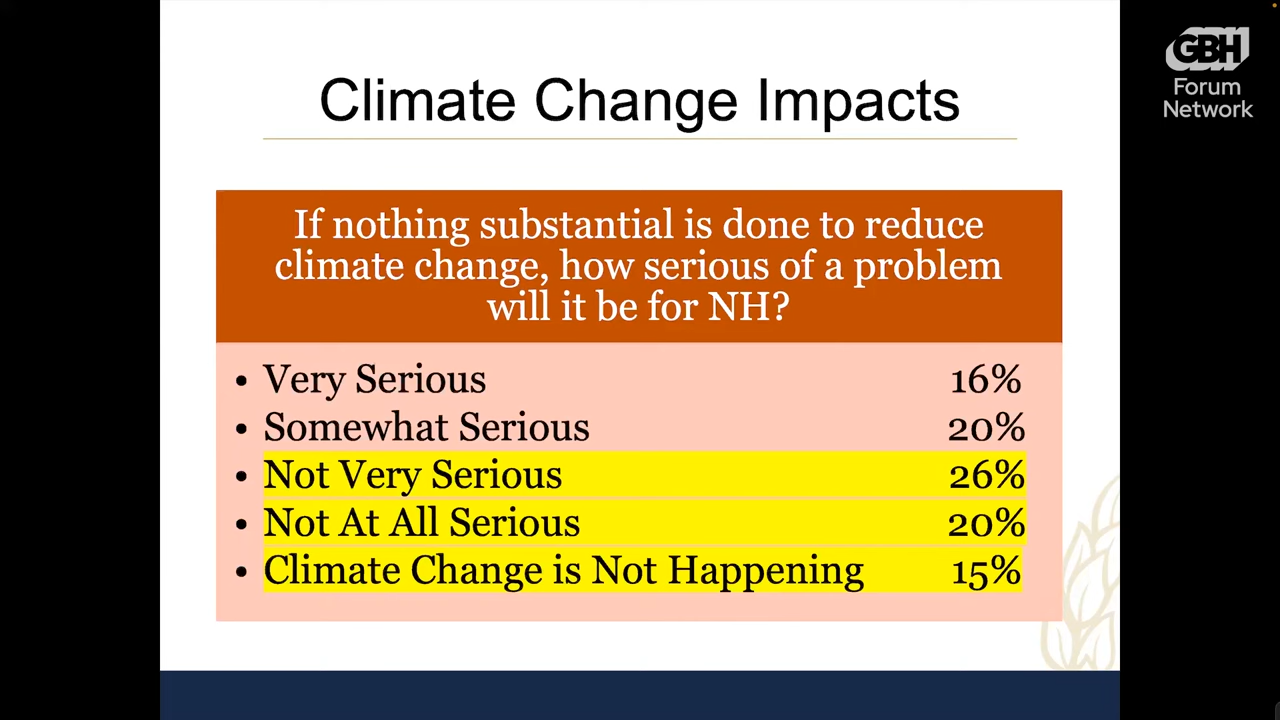 Climate Change Impacts
GBH
Forum
Network
If nothing substantial is done to reduce
climate change, how serious of a problem
will it be for NH?
• Very Serious 16%
• Somewhat Serious 20%
• Not Very Serious 26%
• Not At All Serious 20%
• Climate Change is Not Happening 15%